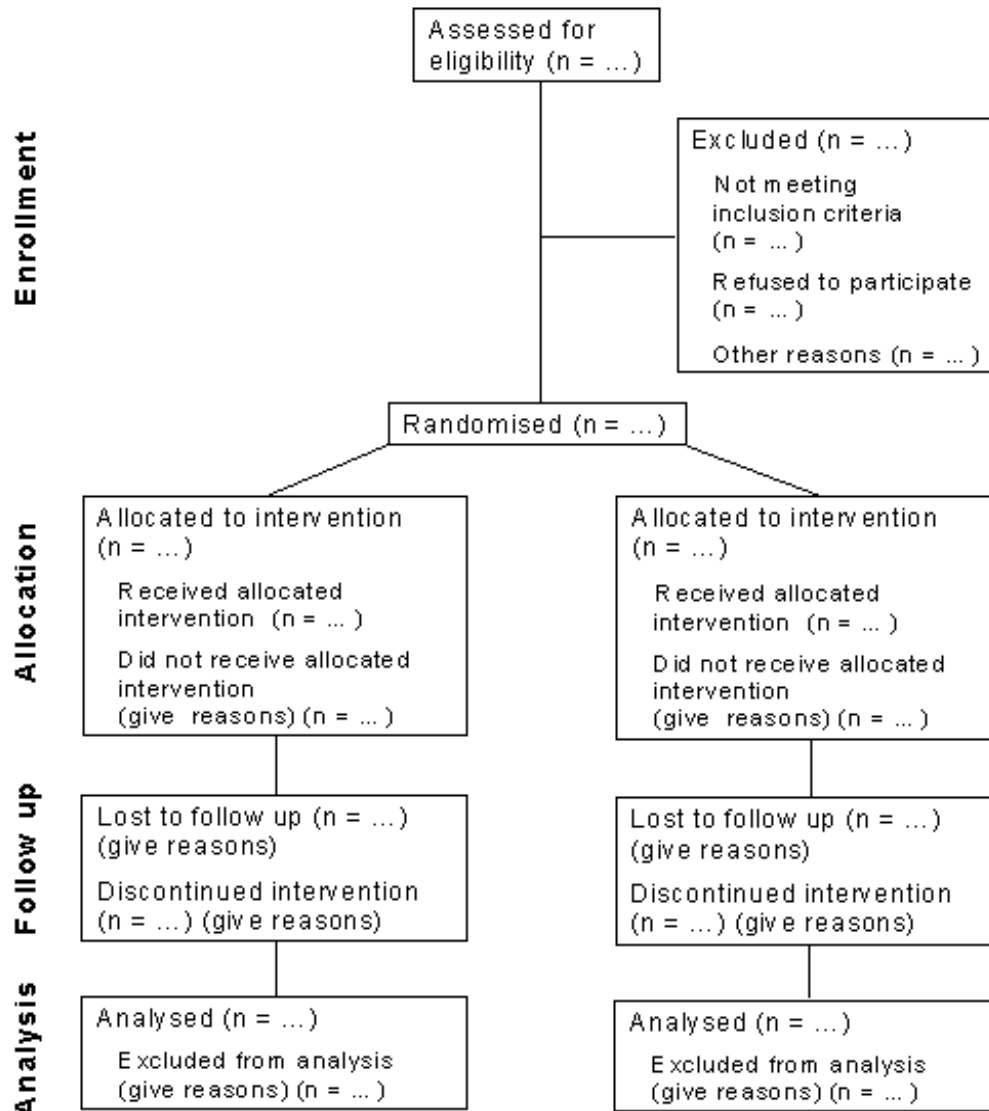 Assessed for
eligibility (n = ...)
Enrollment
Excluded (n = ...)
Not meeting
inclusion criteria
(n = ... )
Refused to participate
(n = ... )
Other reasons (n = ... )
Randomised (n = ...)
Allocation
Allocated to intervention
(n = ...)
Received allocated
intervention (n = ... )
Did not receive allocated
intervention
(give reasons) (n = ... )
Allocated to intervention
(n = ...)
Received allocated
intervention (n = ... )
Did not receive allocated
intervention
(give reasons) (n = ... )
Follow up
Lost to follow up (n = ...)
(give reasons)
Discontinued intervention
(n = ...) (give reasons)
Lost to follow up (n = ...)
(give reasons)
Discontinued intervention
(n = ...) (give reasons)
Analysis
Analysed (n = ...)
Excluded from analysis
(give reasons) (n = ... )
Analysed (n = ...)
Excluded from analysis
(give reasons) (n = ... )